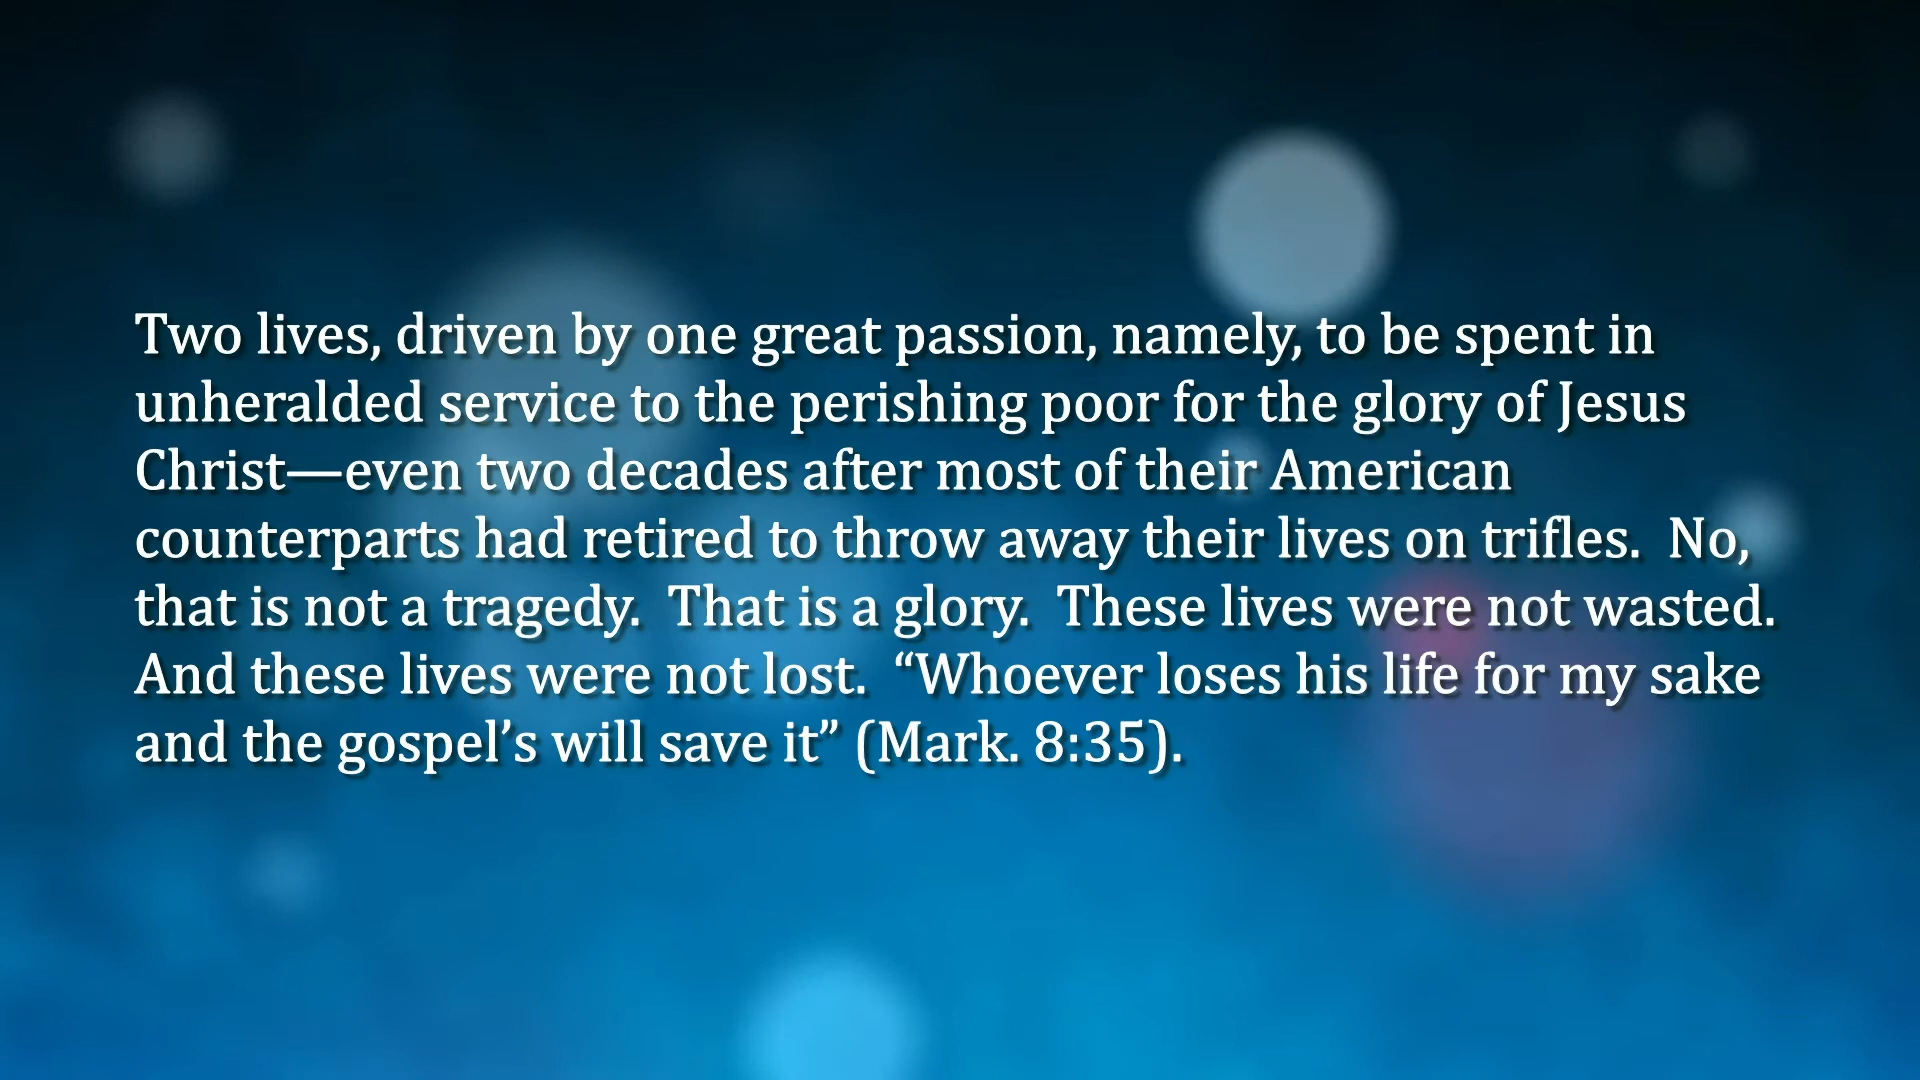 Two lives, driven by one great passion, namely, to be spent in
unheralded service to the perishing poor for the glory of Jesus
Christ—even two decades after most of their American
counterparts had retired to throw away their lives on trifles.  No,
that is not a tragedy.  That is a glory.  These lives were not wasted.
And these lives were not lost.  “Whoever loses his life for my sake
and the gospel’s will save it” (Mark. 8:35).